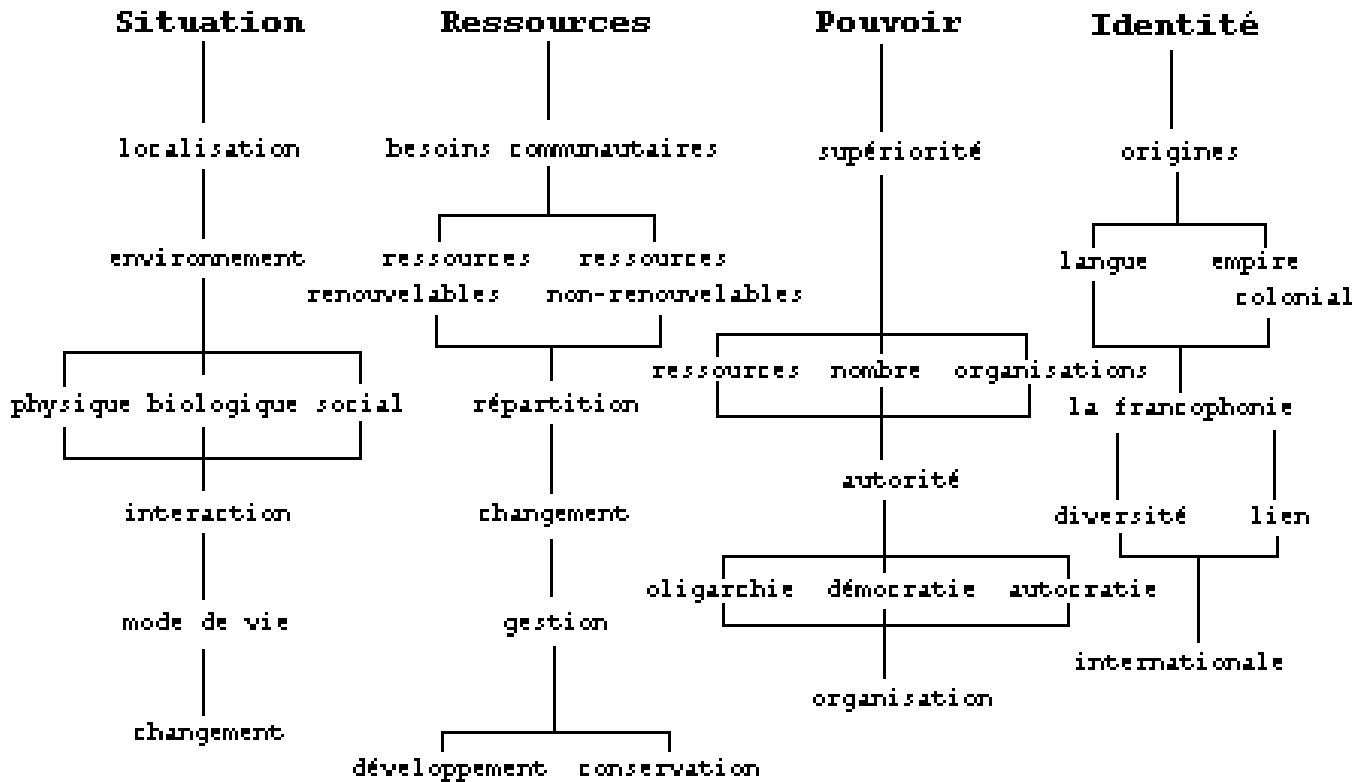 Situation
localisation
environnement
physique biologique social
interaction
mode de vie
changement
Ressources
besoins communautaires
ressources ressources
renouvelables non-renouvelables
répartition
changement
gestion
développement conservation
Pouvoir
supériorité
ressources nombre organisations
autorité
oligarchie démocratie autocratie
organisation
Identité
origines
langue empire
colonial
la francophonie
diversité lien
internationale